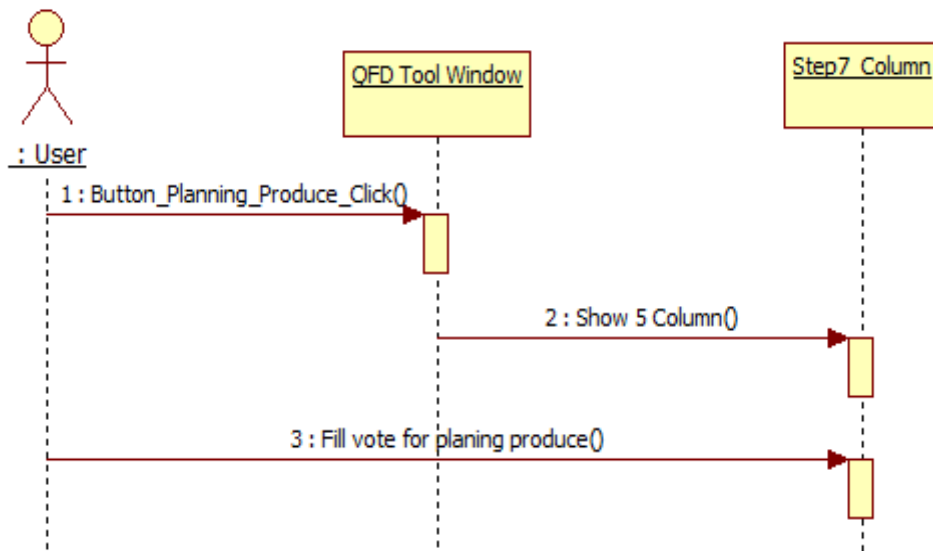 QFD Tool Window
Step7_Column
: User
1 : Button_Planning_Produce_Click()
2 : Show 5 Column()
3 : Fill vote for planing produce()